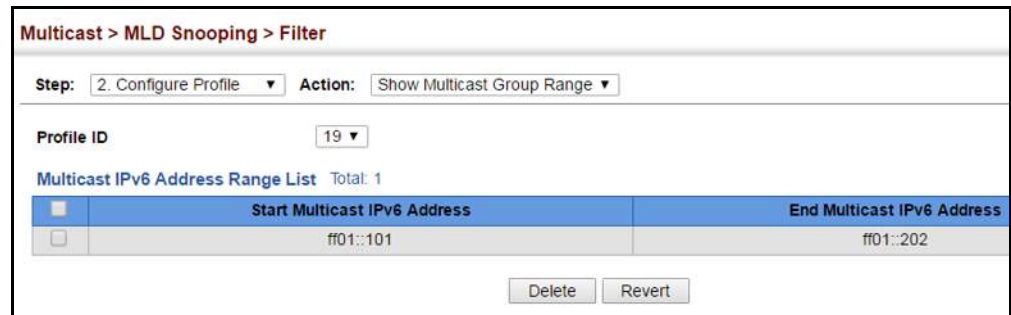 Multicast > MLD Snooping > Filter
Step: 2. Configure Profile Action: Show Multicast Group Range
Profile ID 19
Multicast IPv6 Address Range List Total: 1
Start Multicast IPv6 Address End Multicast IPv6 Address
ff01::101 ff01::202
Delete Revert